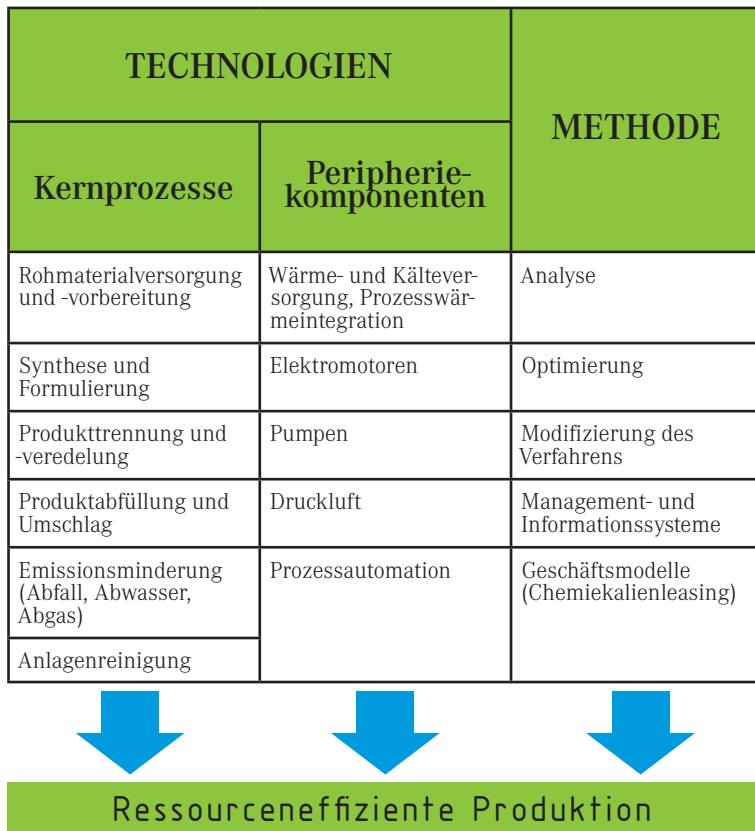 TECHNOLOGIEN
METHODE
Kernprozesse
Peripherie-
komponenten
Rohmaterialversorgung
und -vorbereitung
Wärme- und Kältever-
sorgung, Prozesswär-
meintegration
Analyse
Synthese und
Formulierung
Elektromotoren
Optimierung
Produkttrennung und
-veredelung
Pumpen
Modifizierung des
Verfahrens
Produktabfüllung und
Umschlag
Druckluft
Management- und
Informationssysteme
Emissionsminderung
(Abfall, Abwasser,
Abgas)
Prozessautomation
Geschäftsmodelle
(Chemiekalienleasing)
Anlagenreinigung
Ressourceneffiziente Produktion